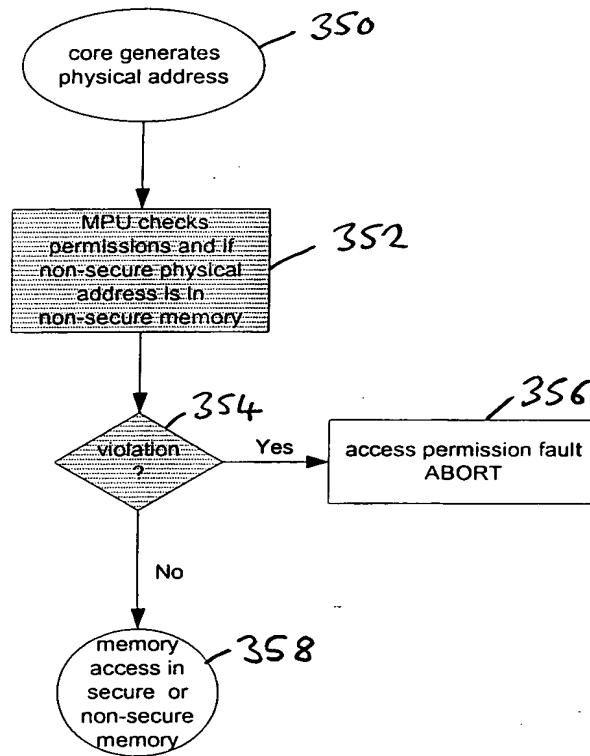 core generates
physical address
350
MPU checks
permissions and if
non-secure physical
address is in
non-secure memory
352
violation
?
354
Yes
356
access permission fault
ABORT
No
memory
access in
secure or
non-secure
memory
358